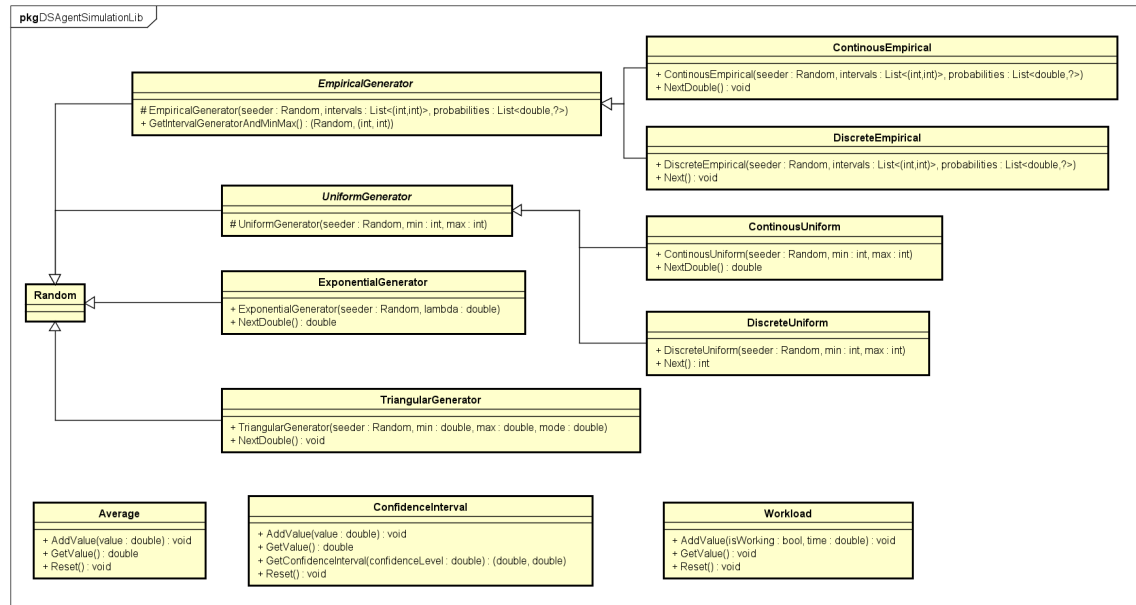 pkg DSAgentSimulationLib
EmpiricalGenerator
# EmpiricalGenerator(seeder : Random, intervals : List<(int,int)>, probabilities : List<double,?>)
+ GetIntervalGeneratorAndMinMax() : (Random, (int, int))
ContinousEmpirical
+ ContinousEmpirical(seeder : Random, intervals : List<(int,int)>, probabilities : List<double,?>)
+ NextDouble() : void
DiscreteEmpirical
+ DiscreteEmpirical(seeder : Random, intervals : List<(int,int)>, probabilities : List<double,?>)
+ Next() : void
UniformGenerator
# UniformGenerator(seeder : Random, min : int, max : int)
ContinousUniform
+ ContinousUniform(seeder : Random, min : int, max : int)
+ NextDouble() : double
Random
ExponentialGenerator
+ ExponentialGenerator(seeder : Random, lambda : double)
+ NextDouble() : double
DiscreteUniform
+ DiscreteUniform(seeder : Random, min : int, max : int)
+ Next() : int
TriangularGenerator
+ TriangularGenerator(seeder : Random, min : double, max : double, mode : double)
+ NextDouble() : void
Average
+ AddValue(value : double) : void
+ GetValue() : double
+ Reset() : void
ConfidenceInterval
+ AddValue(value : double) : void
+ GetValue() : double
+ GetConfidenceInterval(confidenceLevel : double) : (double, double)
+ Reset() : void
Workload
+ AddValue(isWorking : bool, time : double) : void
+ GetValue() : void
+ Reset() : void